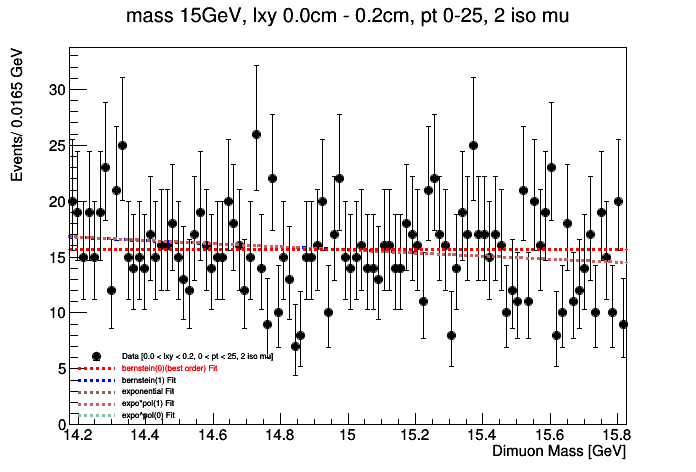 mass 15GeV, lxy 0.0cm - 0.2cm, pt 0-25, 2 iso mu
Events/ 0.0165 GeV
30
25
20
15
10
5
0
Data [0.0 < lxy < 0.2, 0 < pt < 25, 2 iso mu]
bernstein(0)(best order) Fit
bernstein(1) Fit
exponential Fit
expo*pol(1) Fit
expo*pol(0) Fit
14.2 14.4 14.6 14.8 15 15.2 15.4 15.6 15.8
Dimuon Mass [GeV]